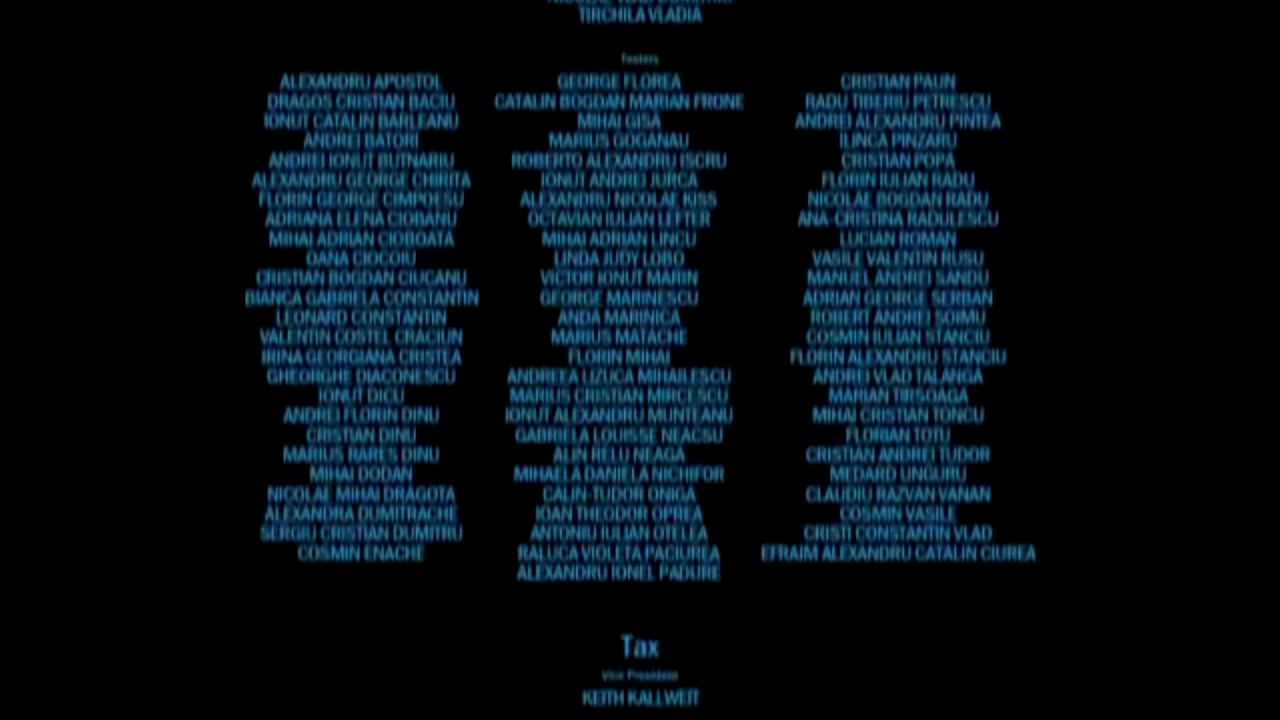 TIRCHILA VLADIA
Testers
ALEXANDRU APOSTOL
DRAGOS CRISTIAN BACIU
IONUT CATALIN BARLEANU
ANDREI BATORI
ANDREI IONUT BUTNARIU
ALEXANDRU GEORGE CHIRITA
FLORIN GEORGE CIMPOESU
ADRIANA ELENA CIOBANU
MIHAI ADRIAN CIOBOATA
OANA CIOCOIU
CRISTIAN BOGDAN CIUCANU
BIANCA GABRIELA CONSTANTIN
LEONARD CONSTANTIN
VALENTIN COSTEL CRACIUN
IRINA GEORGIANA CRISTEA
GHEORGHE DIACONESCU
IONUT DICU
ANDREI FLORIN DINU
CRISTIAN DINU
MARIUS RARES DINU
MIHAI DODAN
NICOLAE MIHAI DRAGOTA
ALEXANDRA DUMITRACHE
SERGIU CRISTIAN DUMITRU
COSMIN ENACHE
GEORGE FLOREA
CATALIN BOGDAN MARIAN FRONE
MIHAI GISA
MARIUS GOGANAU
ROBERTO ALEXANDRU ISCRU
IONUT ANDREI JURCA
ALEXANDRU NICOLAE KISS
OCTAVIAN IULIAN LEFTER
MIHAI ADRIAN LINCU
LINDA JUDY LOBO
VICTOR IONUT MARIN
GEORGE MARINESCU
ANDA MARINICA
MARIUS MATACHE
FLORIN MIHAI
ANDREEA LIZUCA MIHAILESCU
MARIUS CRISTIAN MIRCESCU
IONUT ALEXANDRU MUNTEANU
GABRIELA LOUISSE NEACSU
ALIN RELU NEAGA
MIHAELA DANIELA NICHIFOR
CALIN-TUDOR ONIGA
IOAN THEODOR OPREA
ANTONIU IULIAN OTELEA
RALUCA VIOLETA PACIUREA
ALEXANDRU IONEL PADURE
CRISTIAN PALIN
RADU TIBERIU PETRESCU
ANDREI ALEXANDRU PINTEA
ILINCA PINZARU
CRISTIAN POPA
FLORIN IULIAN RADU
NICOLAE BOGDAN RADU
ANA-CRISTINA RADULESCU
LUCIAN ROMAN
VASILE VALENTIN RUSU
MANUEL ANDREI SANDU
ADRIAN GEORGE SERBAN
ROBERT ANDREI SOIMU
COSMIN IULIAN STANCIU
FLORIN ALEXANDRU STANCIU
ANDREI VLAD TALANGA
MARIAN TIRSOAGA
MIHAI CRISTIAN TONCU
FLORIAN TOTU
CRISTIAN ANDREI TUDOR
MEDARD UNGURU
CLAUDIU RAZVAN VANAN
COSMIN VASILE
CRISTI CONSTANTIN VLAD
EFRAIM ALEXANDRU CATALIN CIUREA
Tax
Vice President
KEITH KALLWEIT